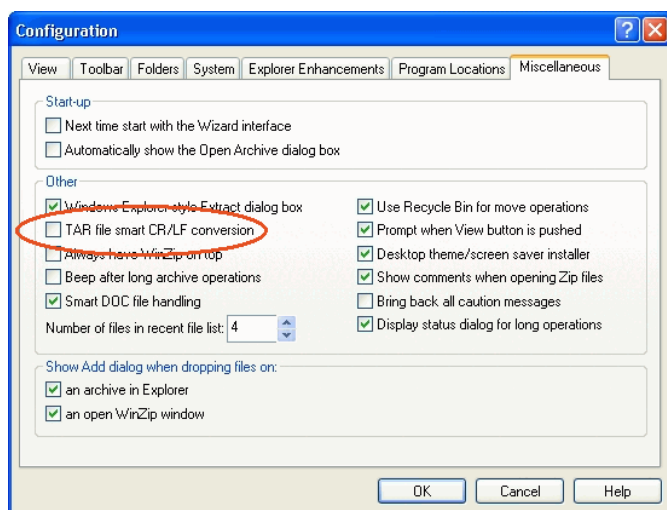 Configuration
View Toolbar Folders System Explorer Enhancements Program Locations Miscellaneous
Start-up
Next time start with the Wizard interface
Automatically show the Open Archive dialog box
Other
Windows Explorer-style Extract dialog box
TAR file smart CR/LF conversion
Always have WinZip on top
Beep after long archive operations
Smart DOC file handling
Number of files in recent file list: 4
Use Recycle Bin for move operations
Prompt when View button is pushed
Desktop theme/screen saver installer
Show comments when opening Zip files
Bring back all caution messages
Display status dialog for long operations
Show Add dialog when dropping files on:
an archive in Explorer
an open WinZip window
OK Cancel Help